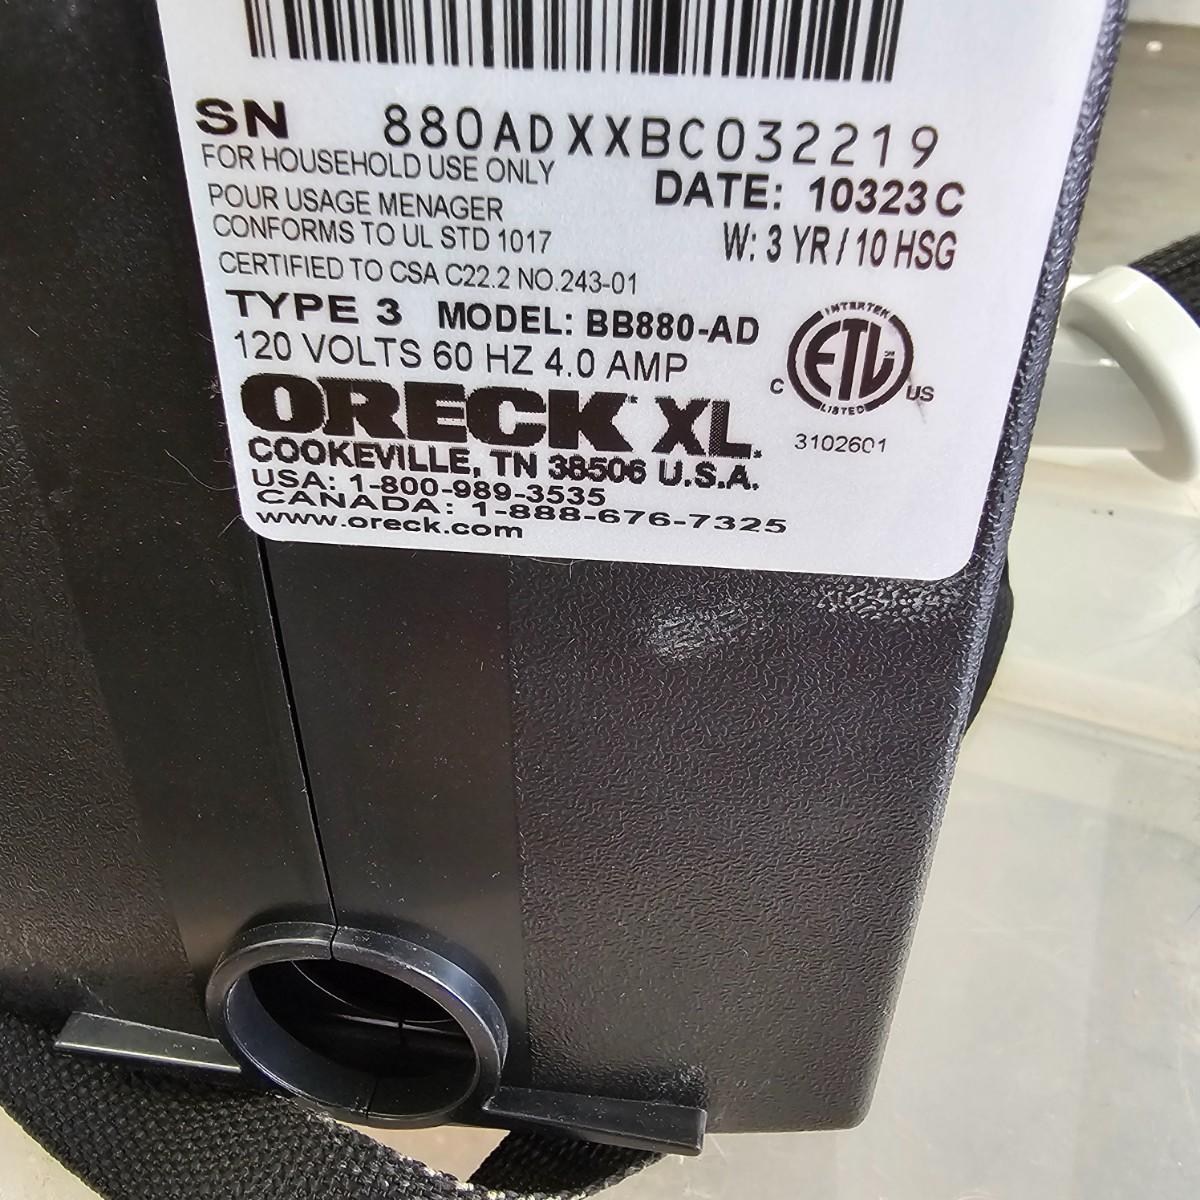 SN 880ADXXBC032219
FOR HOUSEHOLD USE ONLY
DATE: 10323C
POUR USAGE MENAGER
CONFORMS TO UL STD 1017
W: 3 YR / 10 HSG
CERTIFIED TO CSA C22.2 NO.243-01
TYPE 3 MODEL: BB880-AD
120 VOLTS 60 HZ 4.0 AMP
INTERTEK
C ETL US
LISTED
3102601
ORECK XL.
COOKEVILLE, TN 38506 U.S.A.
USA: 1-800-989-3535
CANADA: 1-888-676-7325
www.oreck.com